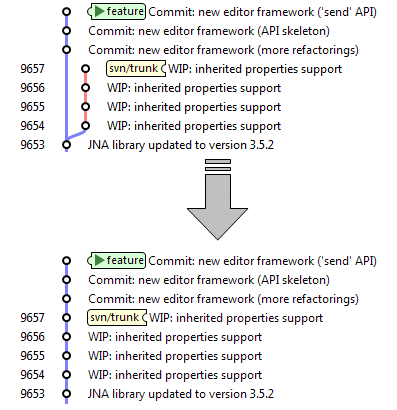 feature Commit: new editor framework ('send' API)
Commit: new editor framework (API skeleton)
Commit: new editor framework (more refactorings)
9657 svn/trunk WIP: inherited properties support
9656 WIP: inherited properties support
9655 WIP: inherited properties support
9654 WIP: inherited properties support
9653 JNA library updated to version 3.5.2
feature Commit: new editor framework ('send' API)
Commit: new editor framework (API skeleton)
Commit: new editor framework (more refactorings)
9657 svn/trunk WIP: inherited properties support
9656 WIP: inherited properties support
9655 WIP: inherited properties support
9654 WIP: inherited properties support
9653 JNA library updated to version 3.5.2